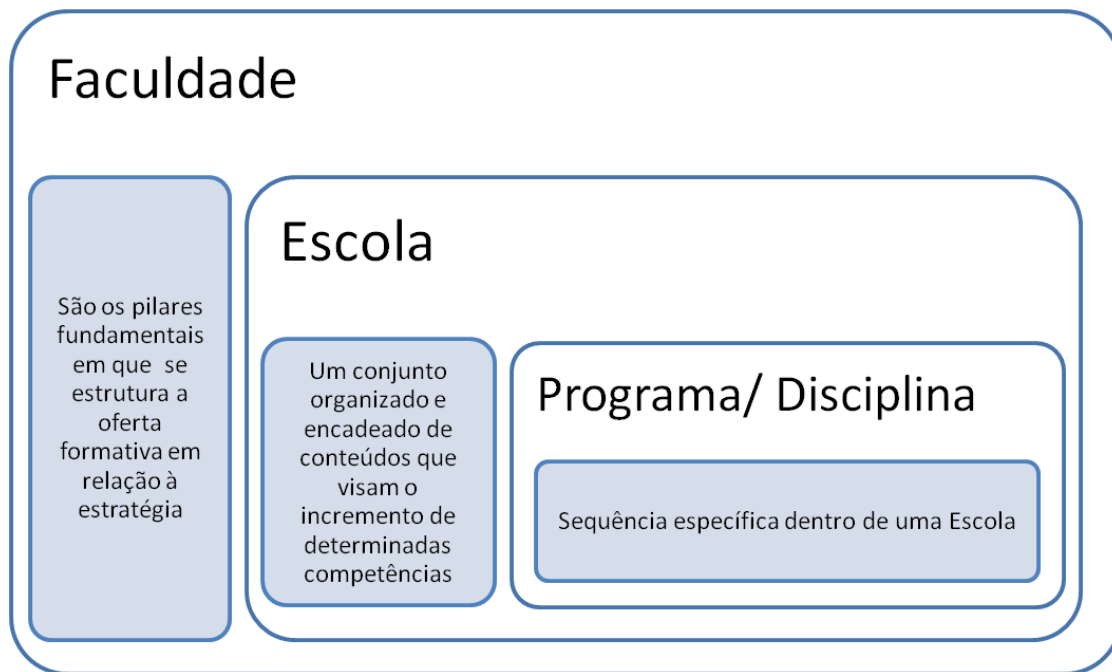 Faculdade
São os pilares
fundamentais
em que se
estrutura a
oferta
formativa em
relação à
estratégia
Escola
Um conjunto
organizado e
encadeado de
conteúdos que
visam o
incremento de
determinadas
competências
Programa/ Disciplina
Sequência específica dentro de uma Escola